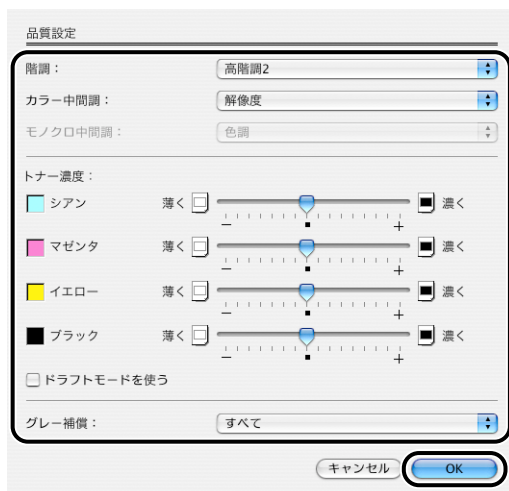 品質設定
階調： 高階調2
カラー中間調： 解像度
モノクロ中間調： 色調
トナー濃度：
シアン 薄く 濃く
− +
マゼンタ 薄く 濃く
− +
イエロー 薄く 濃く
− +
ブラック 薄く 濃く
− +
ドラフトモードを使う
グレー補償： すべて
キャンセル OK